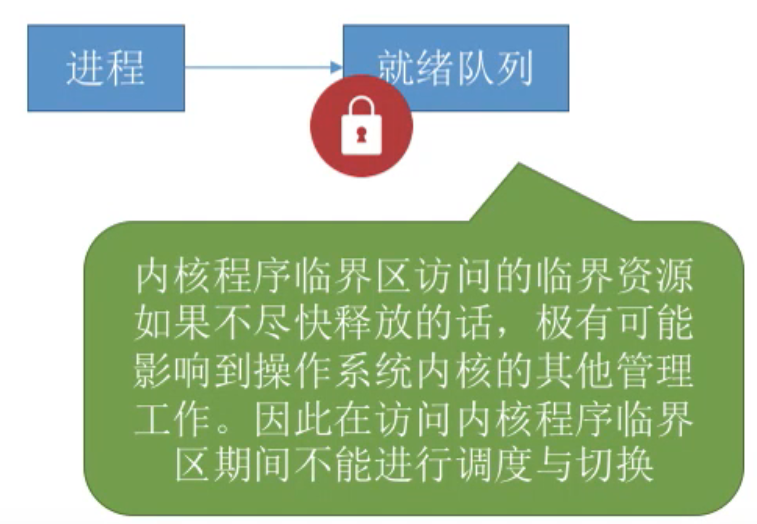 进程
就绪队列
内核程序临界区访问的临界资源
如果不尽快释放的话，极有可能
影响到操作系统内核的其他管理
工作。因此在访问内核程序临界
区期间不能进行调度与切换